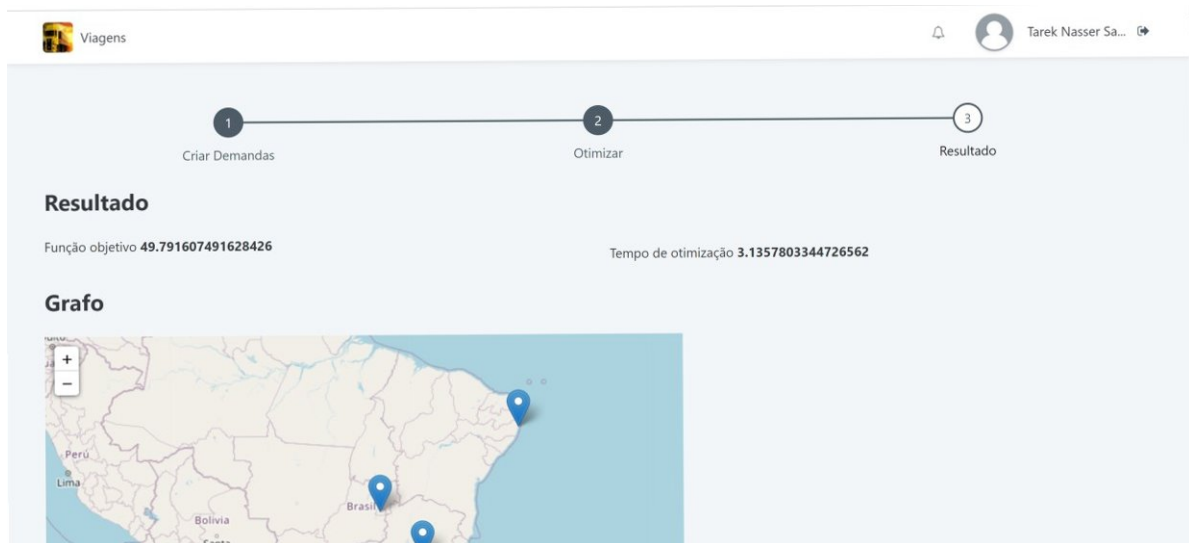 Viagens
Tarek Nasser Sa...
1
2
3
Criar Demandas
Otimizar
Resultado
Resultado
Função objetivo 49.791607491628426
Tempo de otimização 3.1357803344726562
Grafo
+
−
Perú
Lima
Brasil
Bolivia